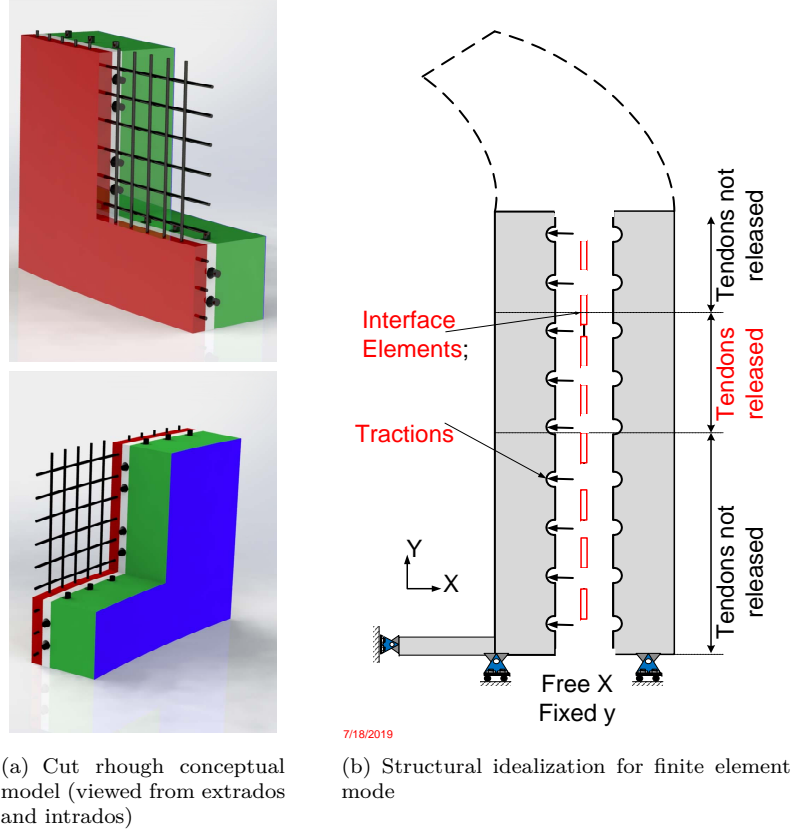 Tendons not
released
Interface
Elements;
Tendons
released
Tractions
Tendons not
released
Y
X
Free X
Fixed y
7/18/2019
(a) Cut rhough conceptual
model (viewed from extrados
and intrados)
(b) Structural idealization for finite element
mode